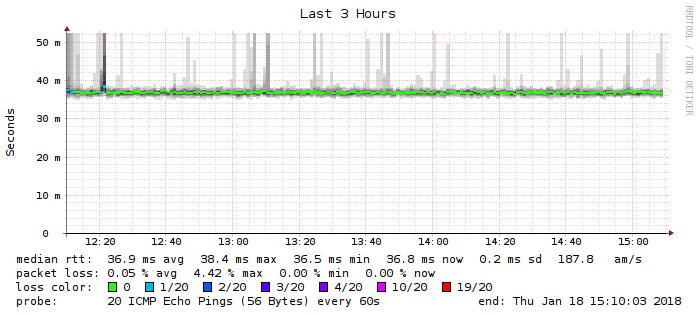 Last 3 Hours
RRDTOOL / TOBI OETIKER
Seconds
50 m
40 m
30 m
20 m
10 m
0
12:20 12:40 13:00 13:20 13:40 14:00 14:20 14:40 15:00
median rtt: 36.9 ms avg 38.4 ms max 36.5 ms min 36.8 ms now 0.2 ms sd 187.8 am/s
packet loss: 0.05 % avg 4.42 % max 0.00 % min 0.00 % now
loss color: 0 1/20 2/20 3/20 4/20 10/20 19/20
probe: 20 ICMP Echo Pings (56 Bytes) every 60s end: Thu Jan 18 15:10:03 2018